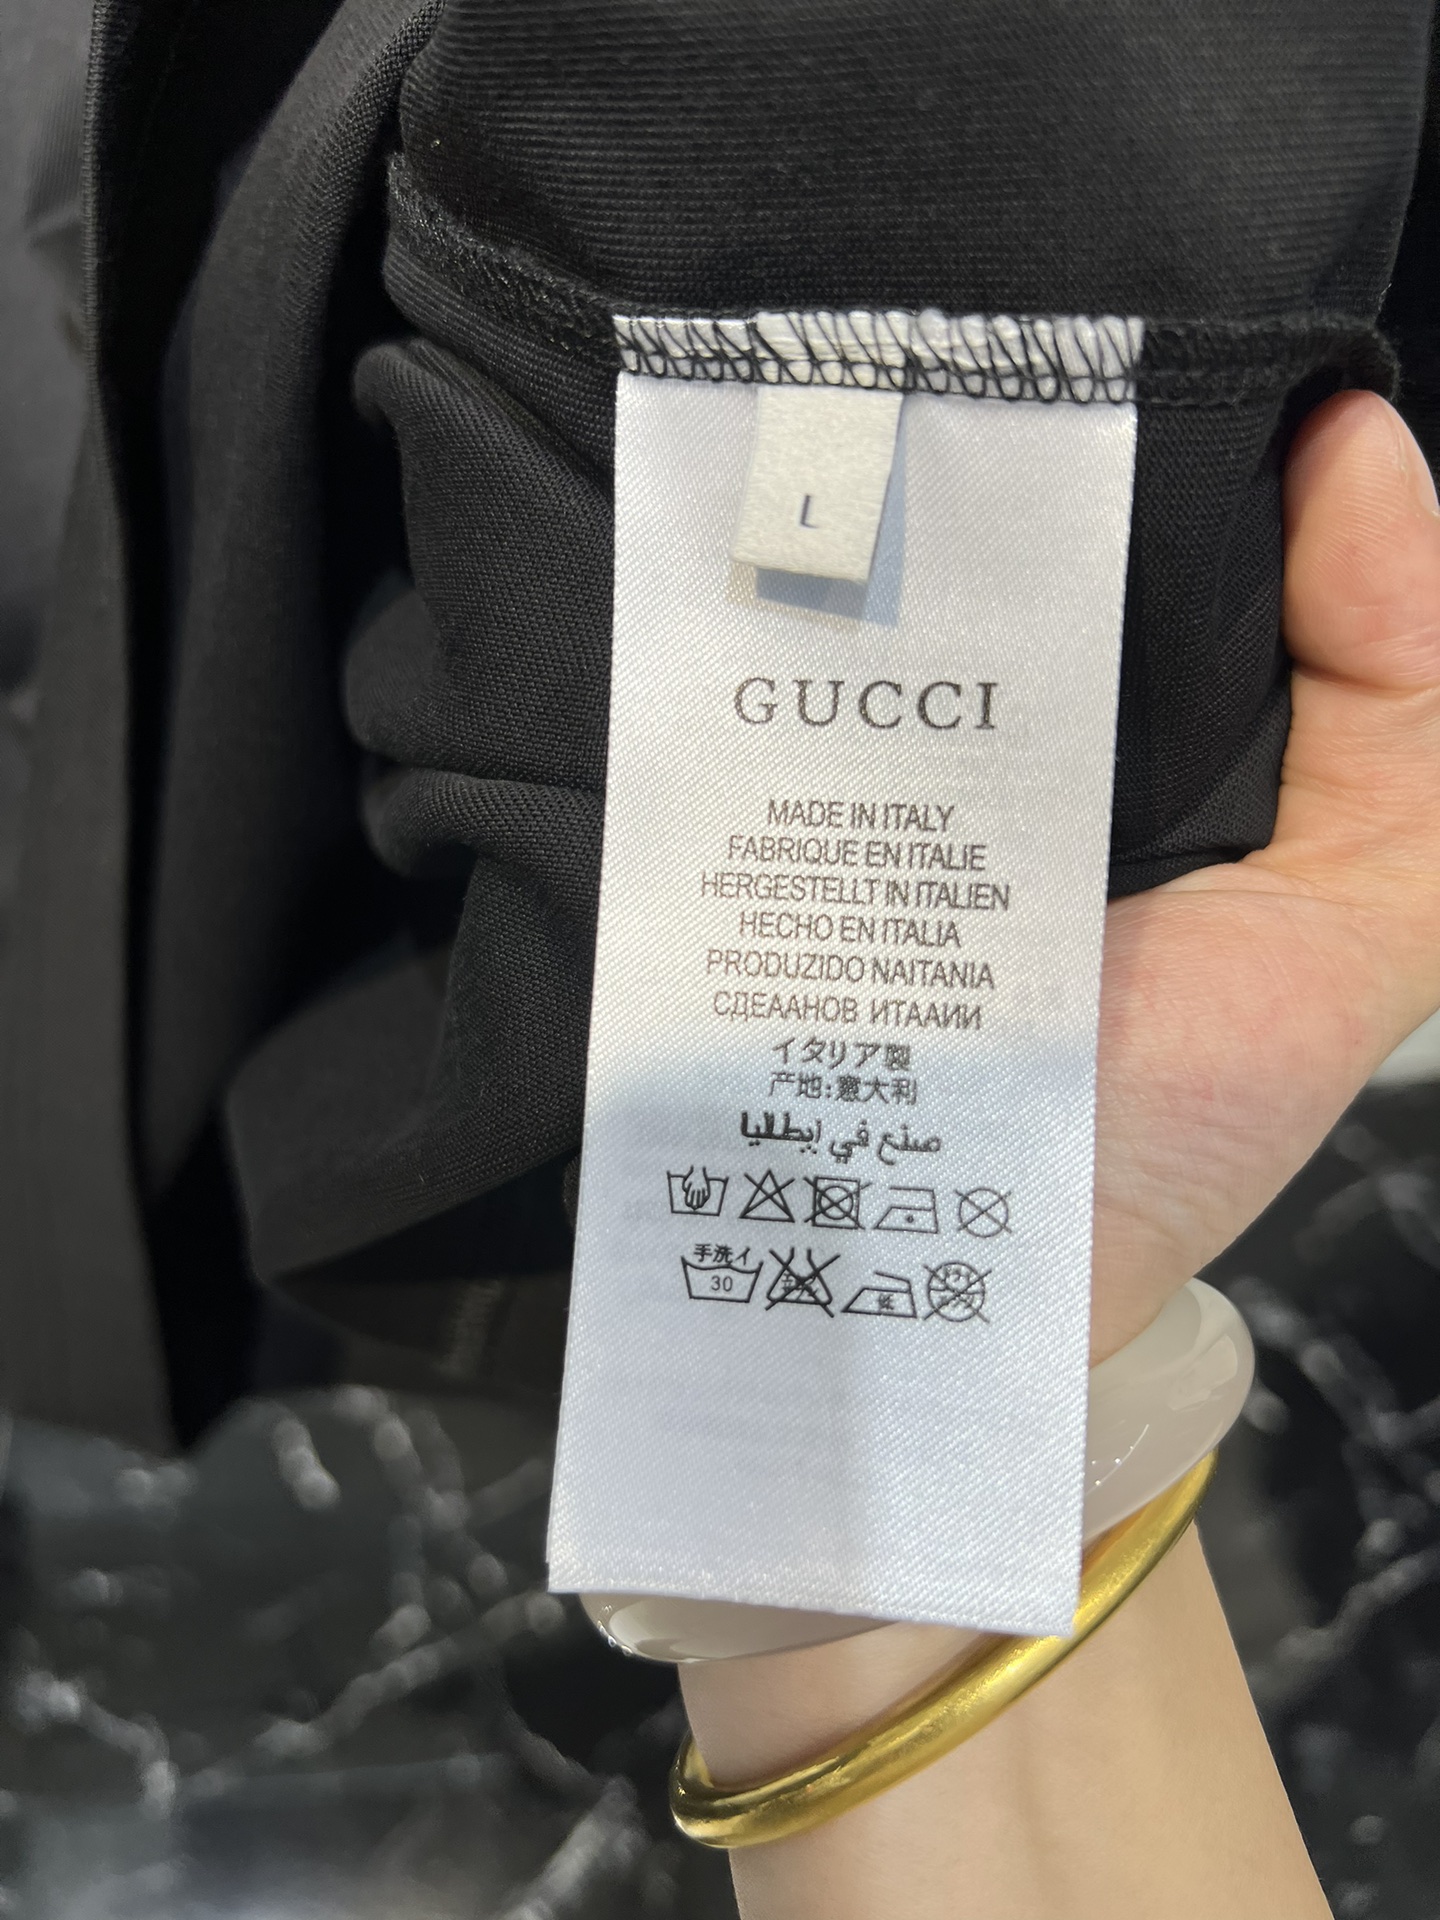 L
GUCCI
MADE IN ITALY
FABRIQUE EN ITALIE
HERGESTELLT IN ITALIEN
HECHO EN ITALIA
PRODUZIDO NAITANIA
СДЕААНОВ ИТААИИ
イタリア製
产地:意大利
صنع في إيطاليا
手洗イ
30